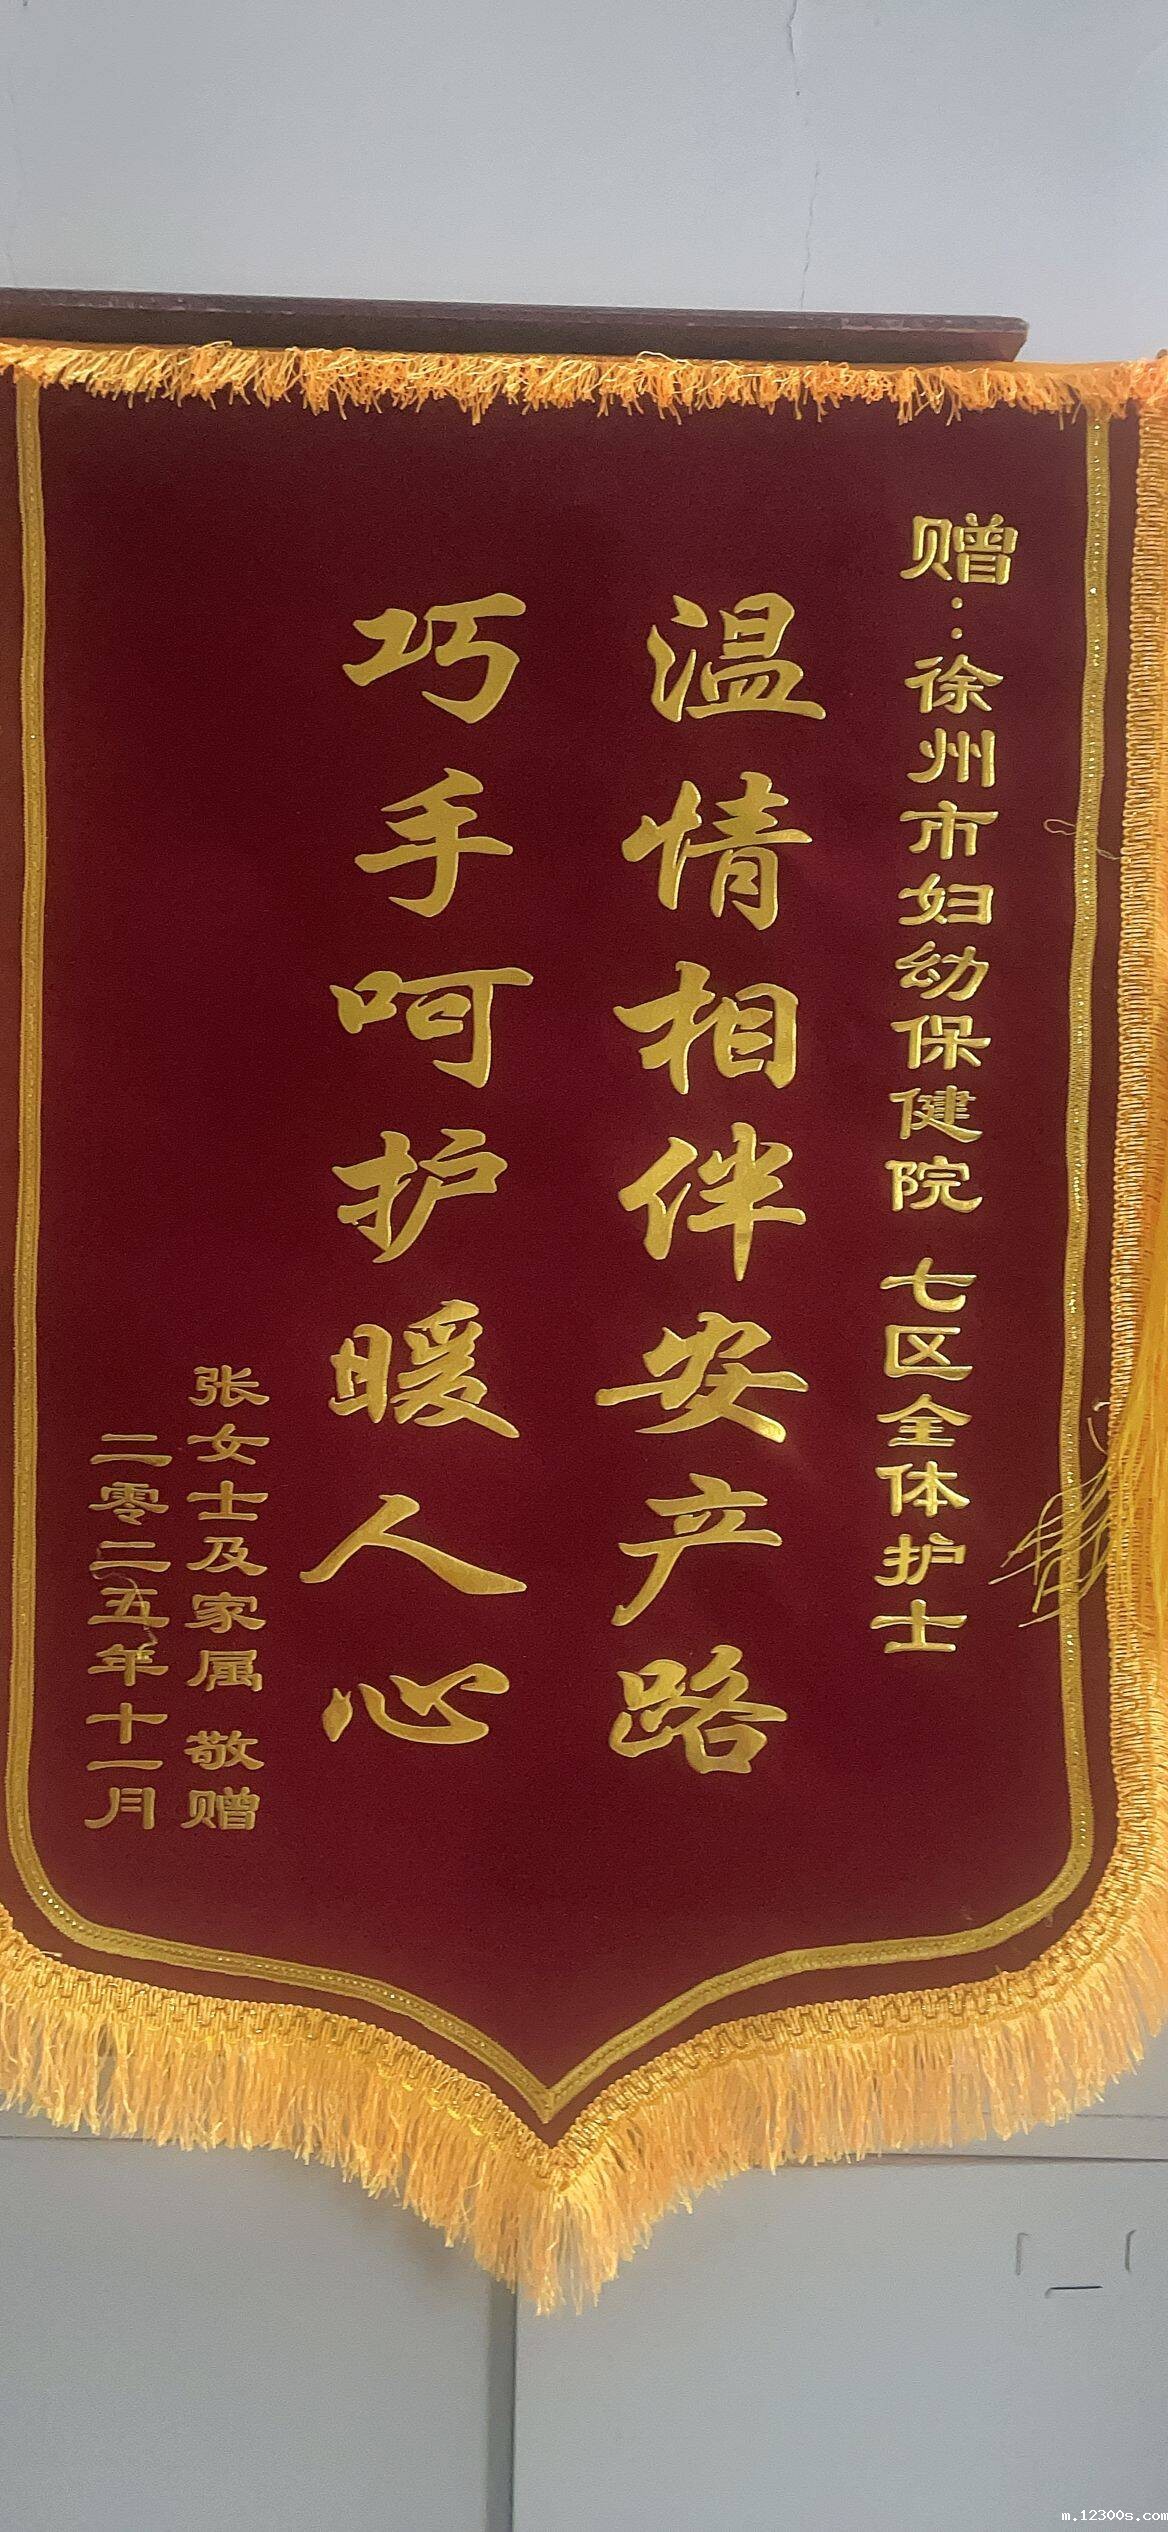 赠：徐州市妇幼保健院 七区全体护士
温情相伴安产路
巧手呵护暖人心
张女士及家属 敬赠
二零二五年十一月
m.12300s.com